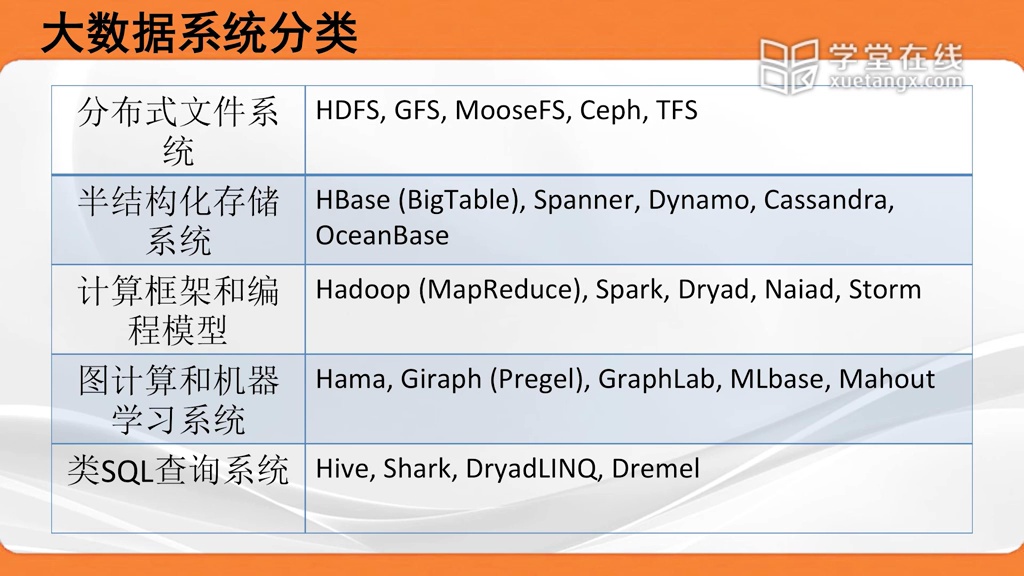 大数据系统分类
学堂在线
xuetangx.com
分布式文件系
统
HDFS, GFS, MooseFS, Ceph, TFS
半结构化存储
系统
HBase (BigTable), Spanner, Dynamo, Cassandra,
OceanBase
计算框架和编
程模型
Hadoop (MapReduce), Spark, Dryad, Naiad, Storm
图计算和机器
学习系统
Hama, Giraph (Pregel), GraphLab, MLbase, Mahout
类SQL查询系统
Hive, Shark, DryadLINQ, Dremel